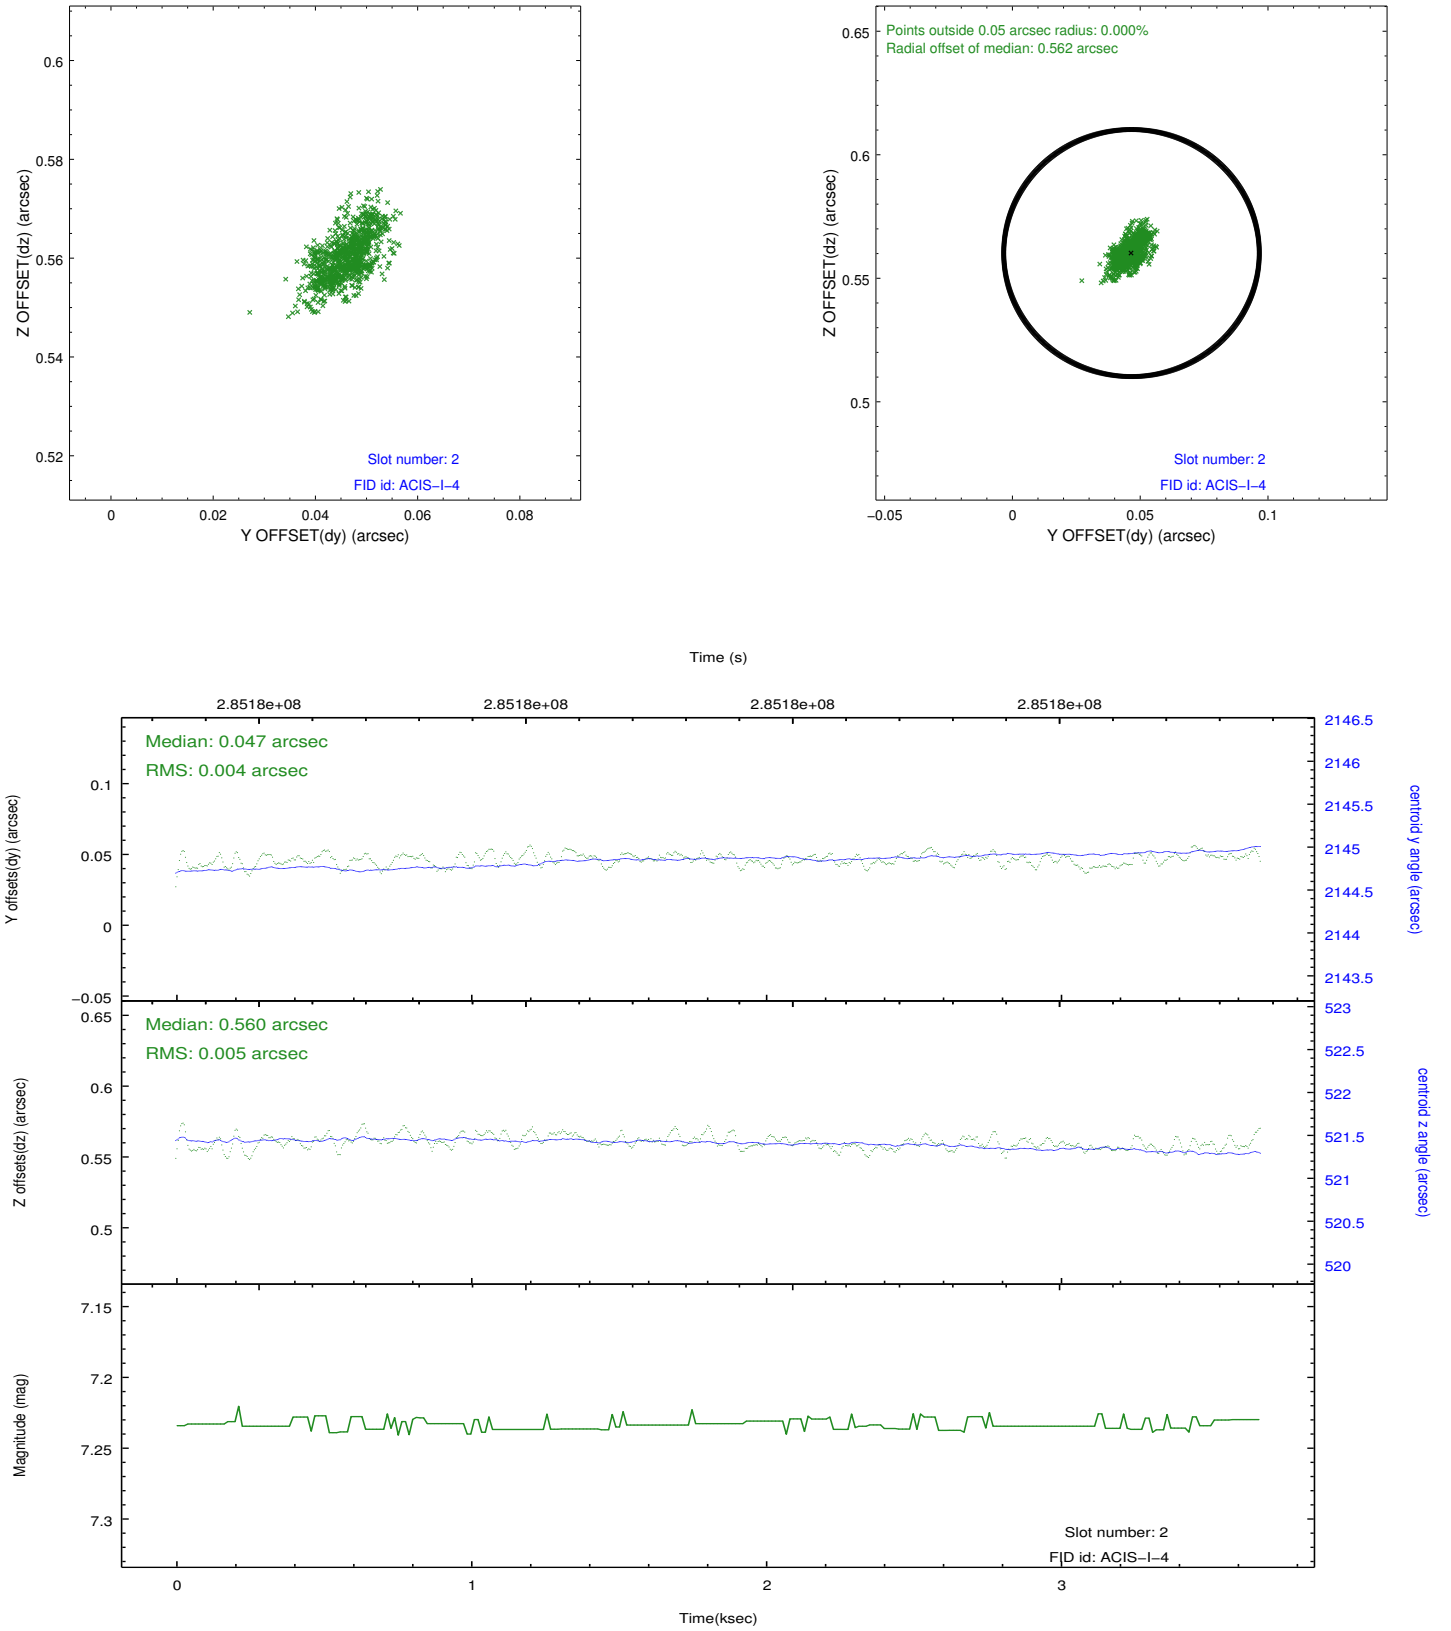 0.6
0.58
0.56
0.54
0.52
Z OFFSET(dz) (arcsec)
Slot number: 2
FID id: ACIS−I−4
0
0.02
0.04
0.06
0.08
Y OFFSET(dy) (arcsec)
Points outside 0.05 arcsec radius: 0.000%
Radial offset of median: 0.562 arcsec
0.65
0.6
0.55
0.5
Z OFFSET(dz) (arcsec)
Slot number: 2
FID id: ACIS−I−4
−0.05
0
0.05
0.1
Y OFFSET(dy) (arcsec)
Time (s)
2.8518e+08
2.8518e+08
2.8518e+08
2.8518e+08
Median: 0.047 arcsec
RMS: 0.004 arcsec
0.1
0.05
0
−0.05
Y offsets(dy) (arcsec)
2146.5
2146
2145.5
2145
2144.5
2144
2143.5
centroid y angle (arcsec)
Median: 0.560 arcsec
RMS: 0.005 arcsec
0.65
0.6
0.55
0.5
Z offsets(dz) (arcsec)
523
522.5
522
521.5
521
520.5
520
centroid z angle (arcsec)
7.15
7.2
7.25
7.3
Magnitude (mag)
Slot number: 2
FID id: ACIS−I−4
0
1
2
3
Time(ksec)